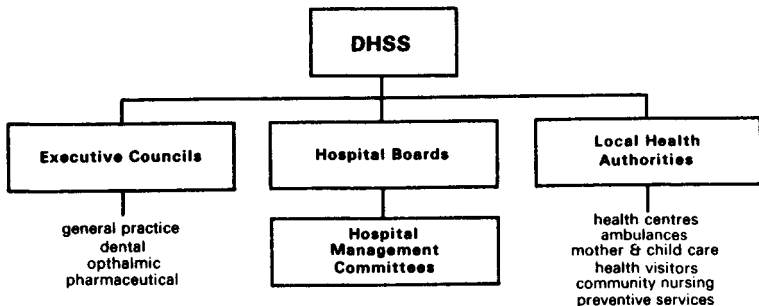 DHSS
Executive Councils
Hospital Boards
Local Health
Authorities
general practice
dental
opthalmic
pharmaceutical
Hospital
Management
Committees
health centres
ambulances
mother & child care
health visitors
community nursing
preventive services